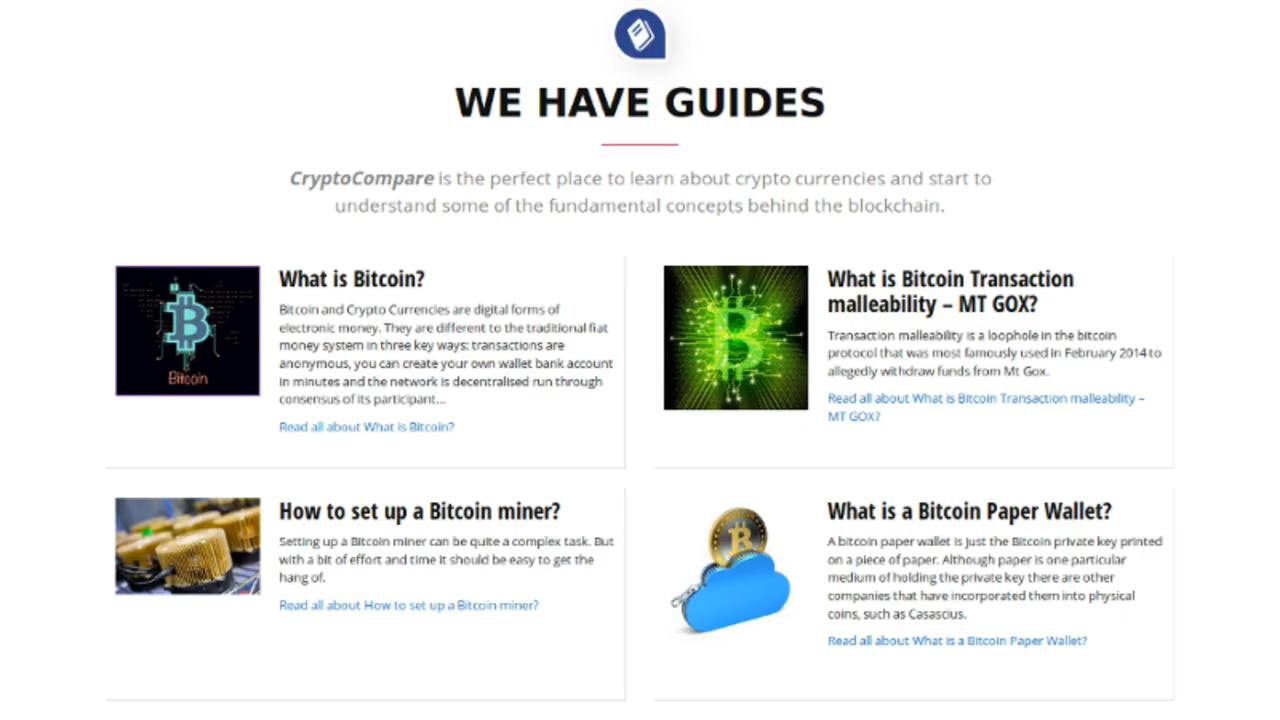 WE HAVE GUIDES
CryptoCompare is the perfect place to learn about crypto currencies and start to
understand some of the fundamental concepts behind the blockchain.
Bitcoin
What is Bitcoin?
Bitcoin and Crypto Currencies are digital forms of
electronic money. They are different to the traditional fiat
money system in three key ways: transactions are
anonymous, you can create your own wallet bank account
in minutes and the network is decentralised run through
consensus of its participant...
Read all about What is Bitcoin?
What is Bitcoin Transaction
malleability – MT GOX?
Transaction malleability is a loophole in the bitcoin
protocol that was most famously used in February 2014 to
allegedly withdraw funds from Mt Gox.
Read all about What is Bitcoin Transaction malleability –
MT GOX?
How to set up a Bitcoin miner?
Setting up a Bitcoin miner can be quite a complex task. But
with a bit of effort and time it should be easy to get the
hang of.
Read all about How to set up a Bitcoin miner?
What is a Bitcoin Paper Wallet?
A bitcoin paper wallet is just the Bitcoin private key printed
on a piece of paper. Although paper is one particular
medium of holding the private key there are other
companies that have incorporated them into physical
coins, such as Casascius.
Read all about What is a Bitcoin Paper Wallet?